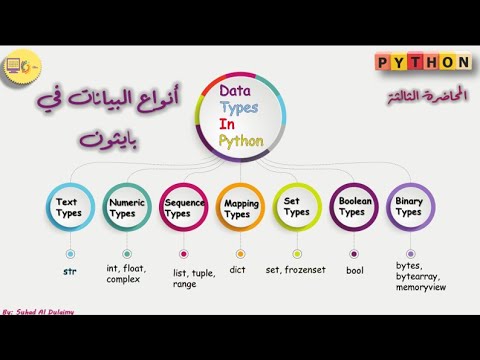 PYTHON
المحاضرة الثالثة
أنواع البيانات في
بايثون
Data
Types
In
Python
Text
Types
Numeric
Types
Sequence
Types
Mapping
Types
Set
Types
Boolean
Types
Binary
Types
str
int, float,
complex
list, tuple,
range
dict
set, frozenset
bool
bytes,
bytearray,
memoryview
By: Suhad Al Dulaimy